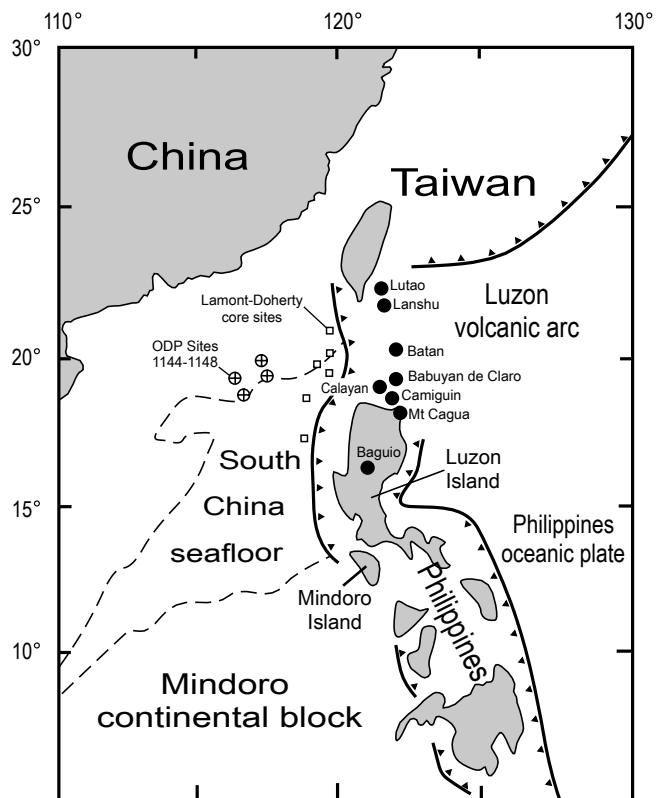 110°
120°
130°
30°
China
Taiwan
25°
Lutao
Lanshu
Luzon
volcanic arc
Lamont-Doherty
core sites
ODP Sites
1144-1148
20°
Batan
Babuyan de Claro
Calayan
Camiguin
Mt Cagua
Baguio
Luzon
Island
South
China
seafloor
15°
Philippines
oceanic plate
Mindoro
Island
Philippines
10°
Mindoro
continental block